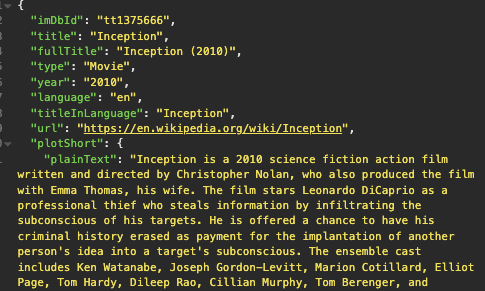 {
"imDbId": "tt1375666",
"title": "Inception",
"fullTitle": "Inception (2010)",
"type": "Movie",
"year": "2010",
"language": "en",
"titleInLanguage": "Inception",
"url": "https://en.wikipedia.org/wiki/Inception",
"plotShort": {
"plainText": "Inception is a 2010 science fiction action film
written and directed by Christopher Nolan, who also produced the film
with Emma Thomas, his wife. The film stars Leonardo DiCaprio as a
professional thief who steals information by infiltrating the
subconscious of his targets. He is offered a chance to have his
criminal history erased as payment for the implantation of another
person's idea into a target's subconscious. The ensemble cast
includes Ken Watanabe, Joseph Gordon-Levitt, Marion Cotillard, Elliot
Page, Tom Hardy, Dileep Rao, Cillian Murphy, Tom Berenger, and